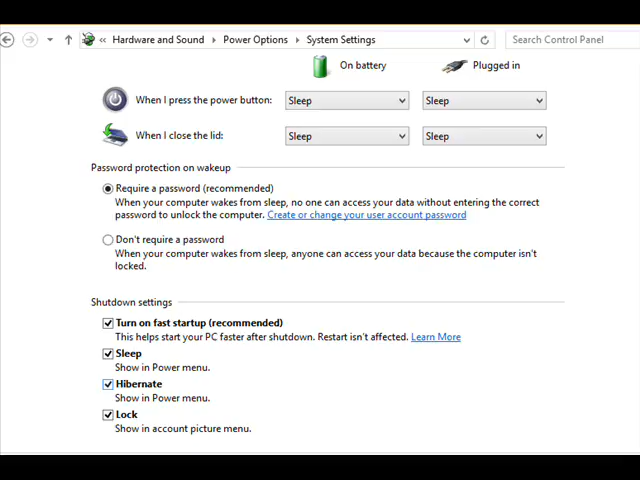 « Hardware and Sound › Power Options › System Settings Search Control Panel
On battery Plugged in
When I press the power button: Sleep Sleep
When I close the lid: Sleep Sleep
Password protection on wakeup
Require a password (recommended)
When your computer wakes from sleep, no one can access your data without entering the correct
password to unlock the computer. Create or change your user account password
Don't require a password
When your computer wakes from sleep, anyone can access your data because the computer isn't
locked.
Shutdown settings
Turn on fast startup (recommended)
This helps start your PC faster after shutdown. Restart isn't affected. Learn More
Sleep
Show in Power menu.
Hibernate
Show in Power menu.
Lock
Show in account picture menu.